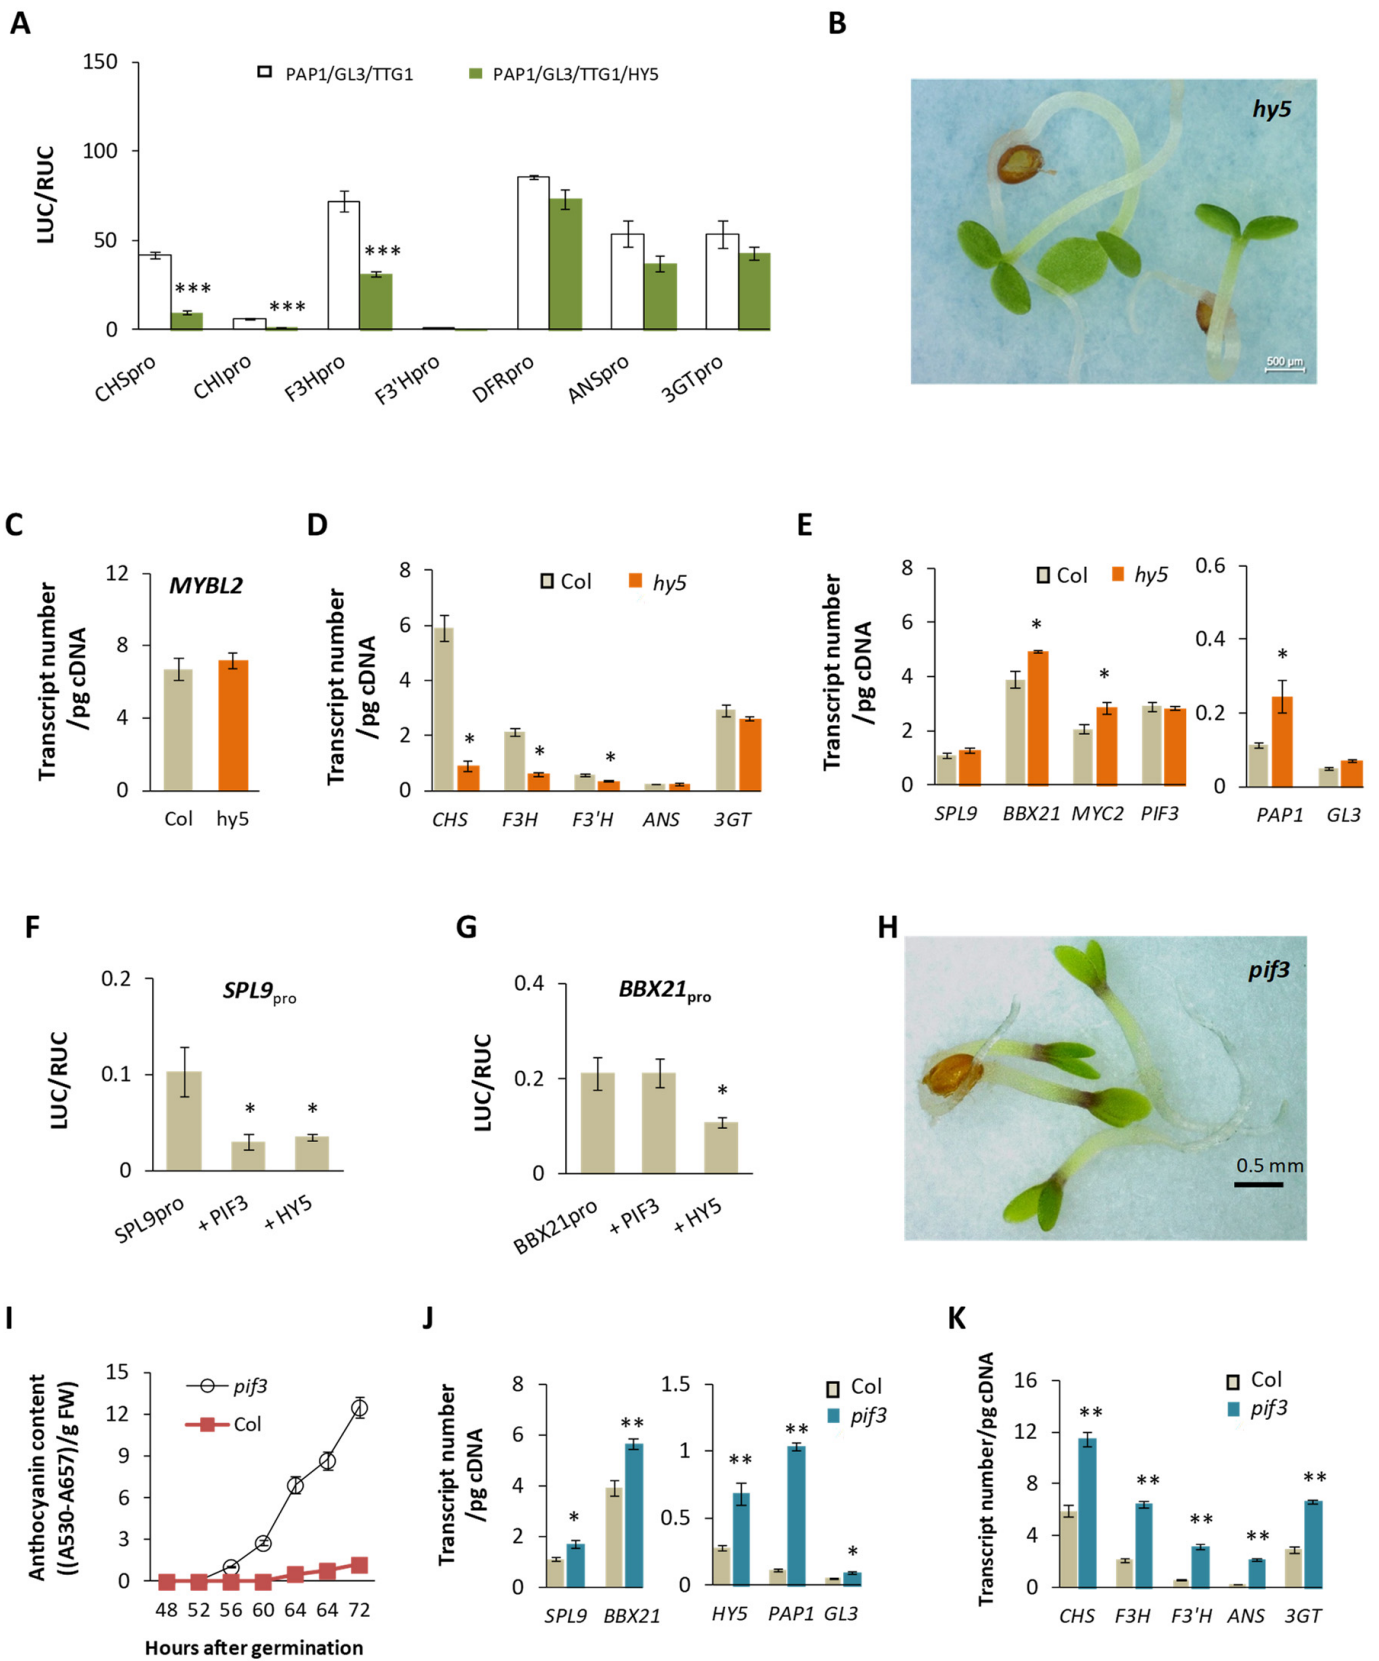 A
150
PAP1/GL3/TTG1
PAP1/GL3/TTG1/HY5
100
50
0
LUC/RUC
***
***
***
CHSpro
CHIpro
F3Hpro
F3'Hpro
DFRpro
ANSpro
3GTpro
B
hy5
500 µm
C
Transcript number
/pg cDNA
12
8
4
0
MYBL2
Col
hy5
D
Transcript number
/pg cDNA
8
6
4
2
0
Col
hy5
*
*
*
CHS
F3H
F3'H
ANS
3GT
E
Transcript number
/pg cDNA
8
6
4
2
0
Col
hy5
*
*
SPL9
BBX21
MYC2
PIF3
0.6
0.4
0.2
0
*
PAP1
GL3
F
LUC/RUC
0.2
0.1
0
SPL9pro
*
*
SPL9pro
+ PIF3
+ HY5
G
LUC/RUC
0.4
0.2
0
BBX21pro
*
BBX21pro
+ PIF3
+ HY5
H
pif3
0.5 mm
I
Anthocyanin content
((A530-A657)/g FW)
15
12
9
6
3
0
pif3
Col
48 52 56 60 64 64 72
Hours after germination
J
Transcript number
/pg cDNA
8
6
4
2
0
*
**
SPL9
BBX21
1.5
1
0.5
0
Col
pif3
**
**
*
HY5
PAP1
GL3
K
Transcript number/pg cDNA
16
12
8
4
0
Col
pif3
**
**
**
**
**
CHS
F3H
F3'H
ANS
3GT